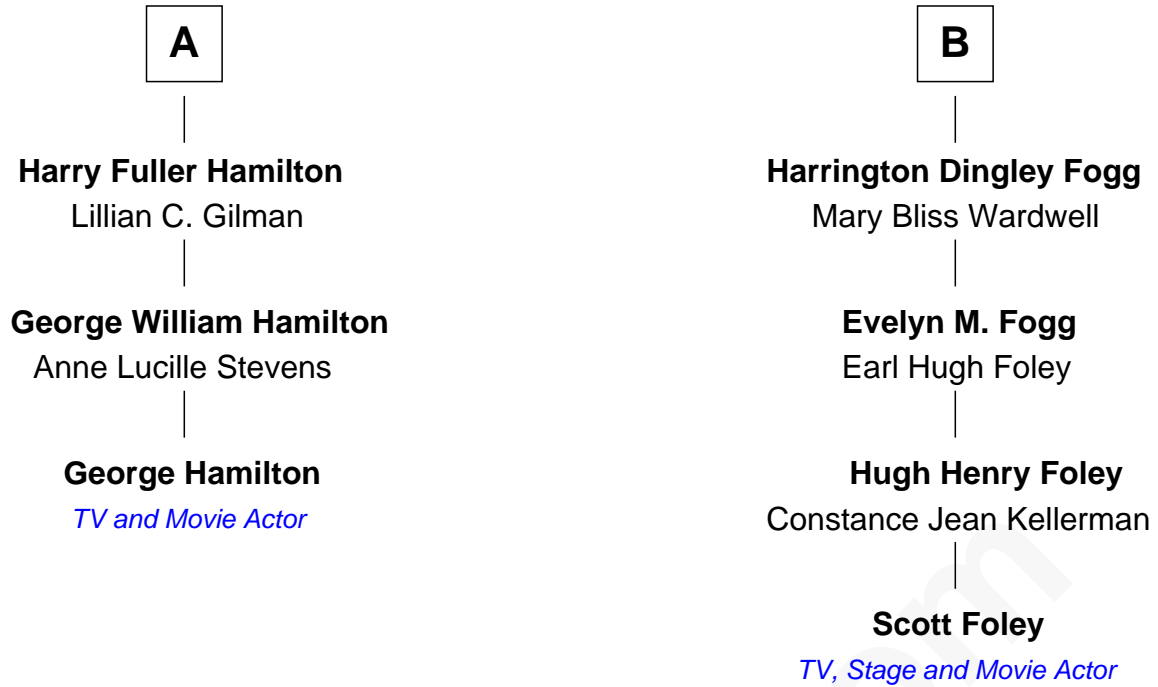 A
Harry Fuller Hamilton
Lillian C. Gilman
George William Hamilton
Anne Lucille Stevens
George Hamilton
TV and Movie Actor
B
Harrington Dingley Fogg
Mary Bliss Wardwell
Evelyn M. Fogg
Earl Hugh Foley
Hugh Henry Foley
Constance Jean Kellerman
Scott Foley
TV, Stage and Movie Actor